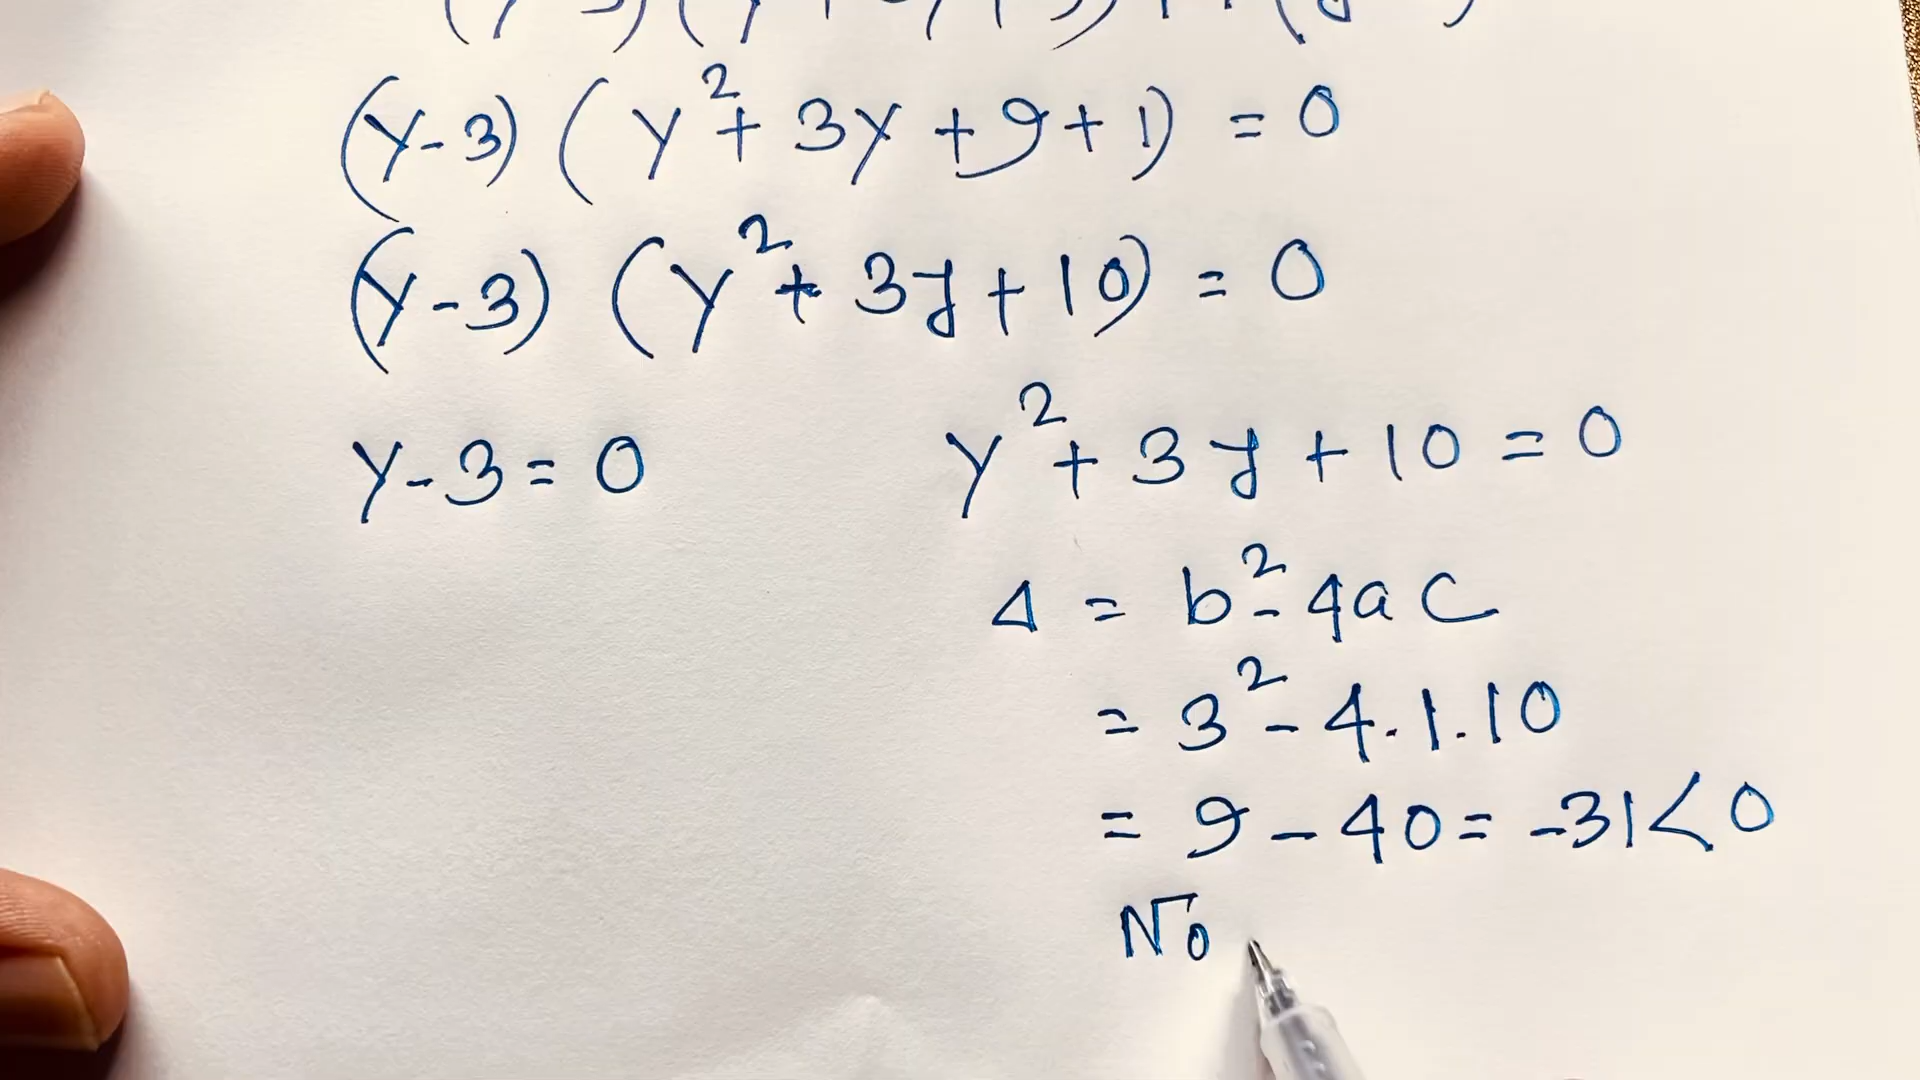 (y-3) (y²+3y+9+1) = 0
(y-3) (y²+3y+10) = 0
y-3=0 y²+3y+10=0
Δ = b²-4ac
= 3²-4.1.10
= 9-40=-31<0
No